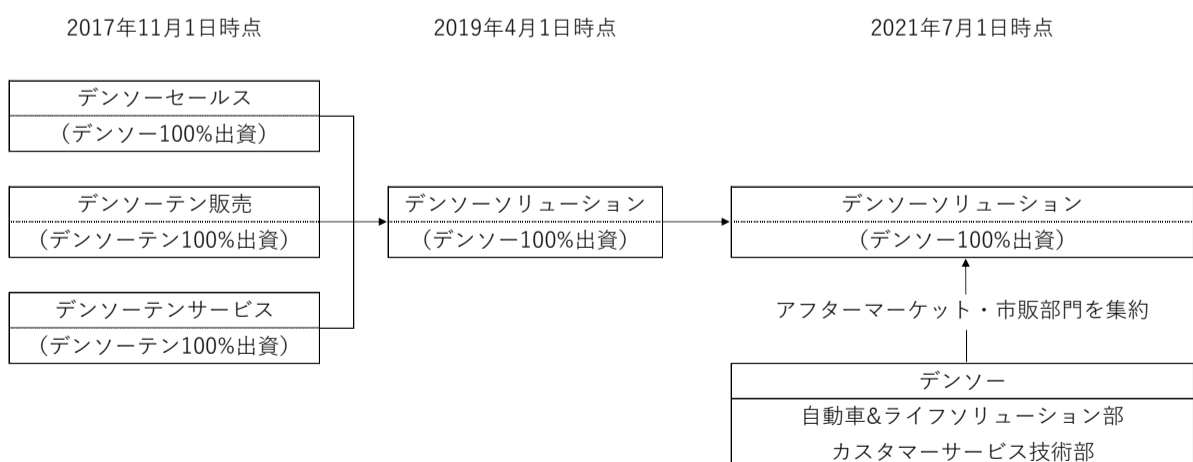 2017年11月1日時点
2019年4月1日時点
2021年7月1日時点
デンソーセールス
(デンソー100%出資)
デンソーテン販売
(デンソーテン100%出資)
デンソーテンサービス
(デンソーテン100%出資)
デンソーソリューション
(デンソー100%出資)
デンソーソリューション
(デンソー100%出資)
アフターマーケット・市販部門を集約
デンソー
自動車&ライフソリューション部
カスタマーサービス技術部